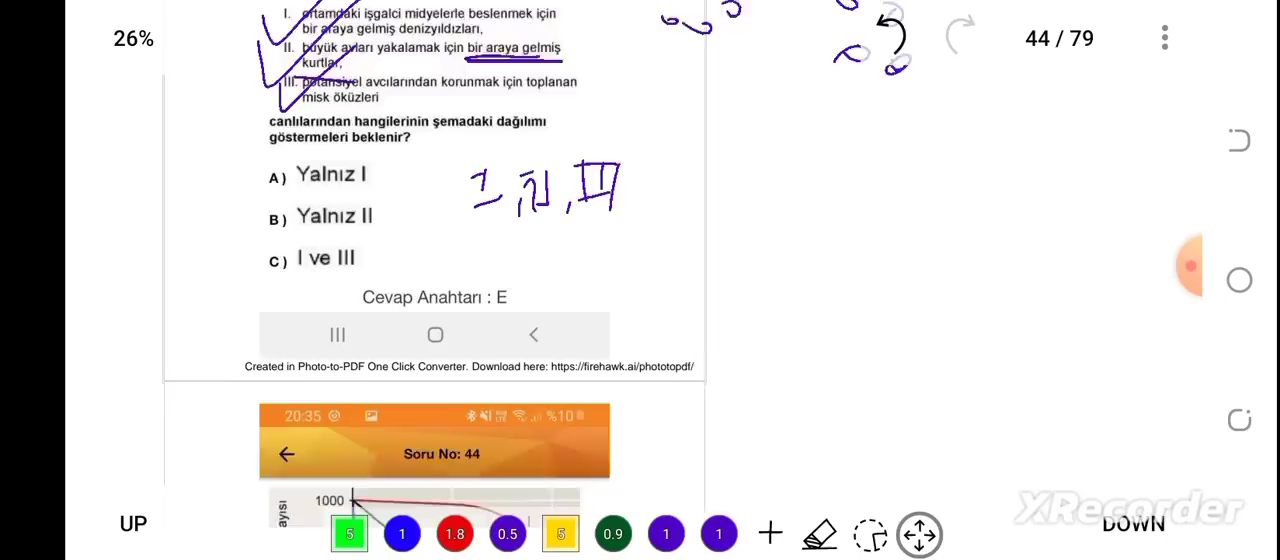 26%
44 / 79
I. ortamdaki işgalci midyelerle beslenmek için
bir araya gelmiş denizyıldızları,
II. büyük avları yakalamak için bir araya gelmiş
kurtlar,
III. potansiyel avcılarından korunmak için toplanan
misk öküzleri
canlılarından hangilerinin şemadaki dağılımı
göstermeleri beklenir?
A) Yalnız I
B) Yalnız II
C) I ve III
I, II, III
Cevap Anahtarı : E
Created in Photo-to-PDF One Click Converter. Download here: https://firehawk.ai/phototopdf/
20:35
%10
Soru No: 44
1000
UP
5
1
1.8
0.5
5
0.9
1
1
DOWN
XRecorder